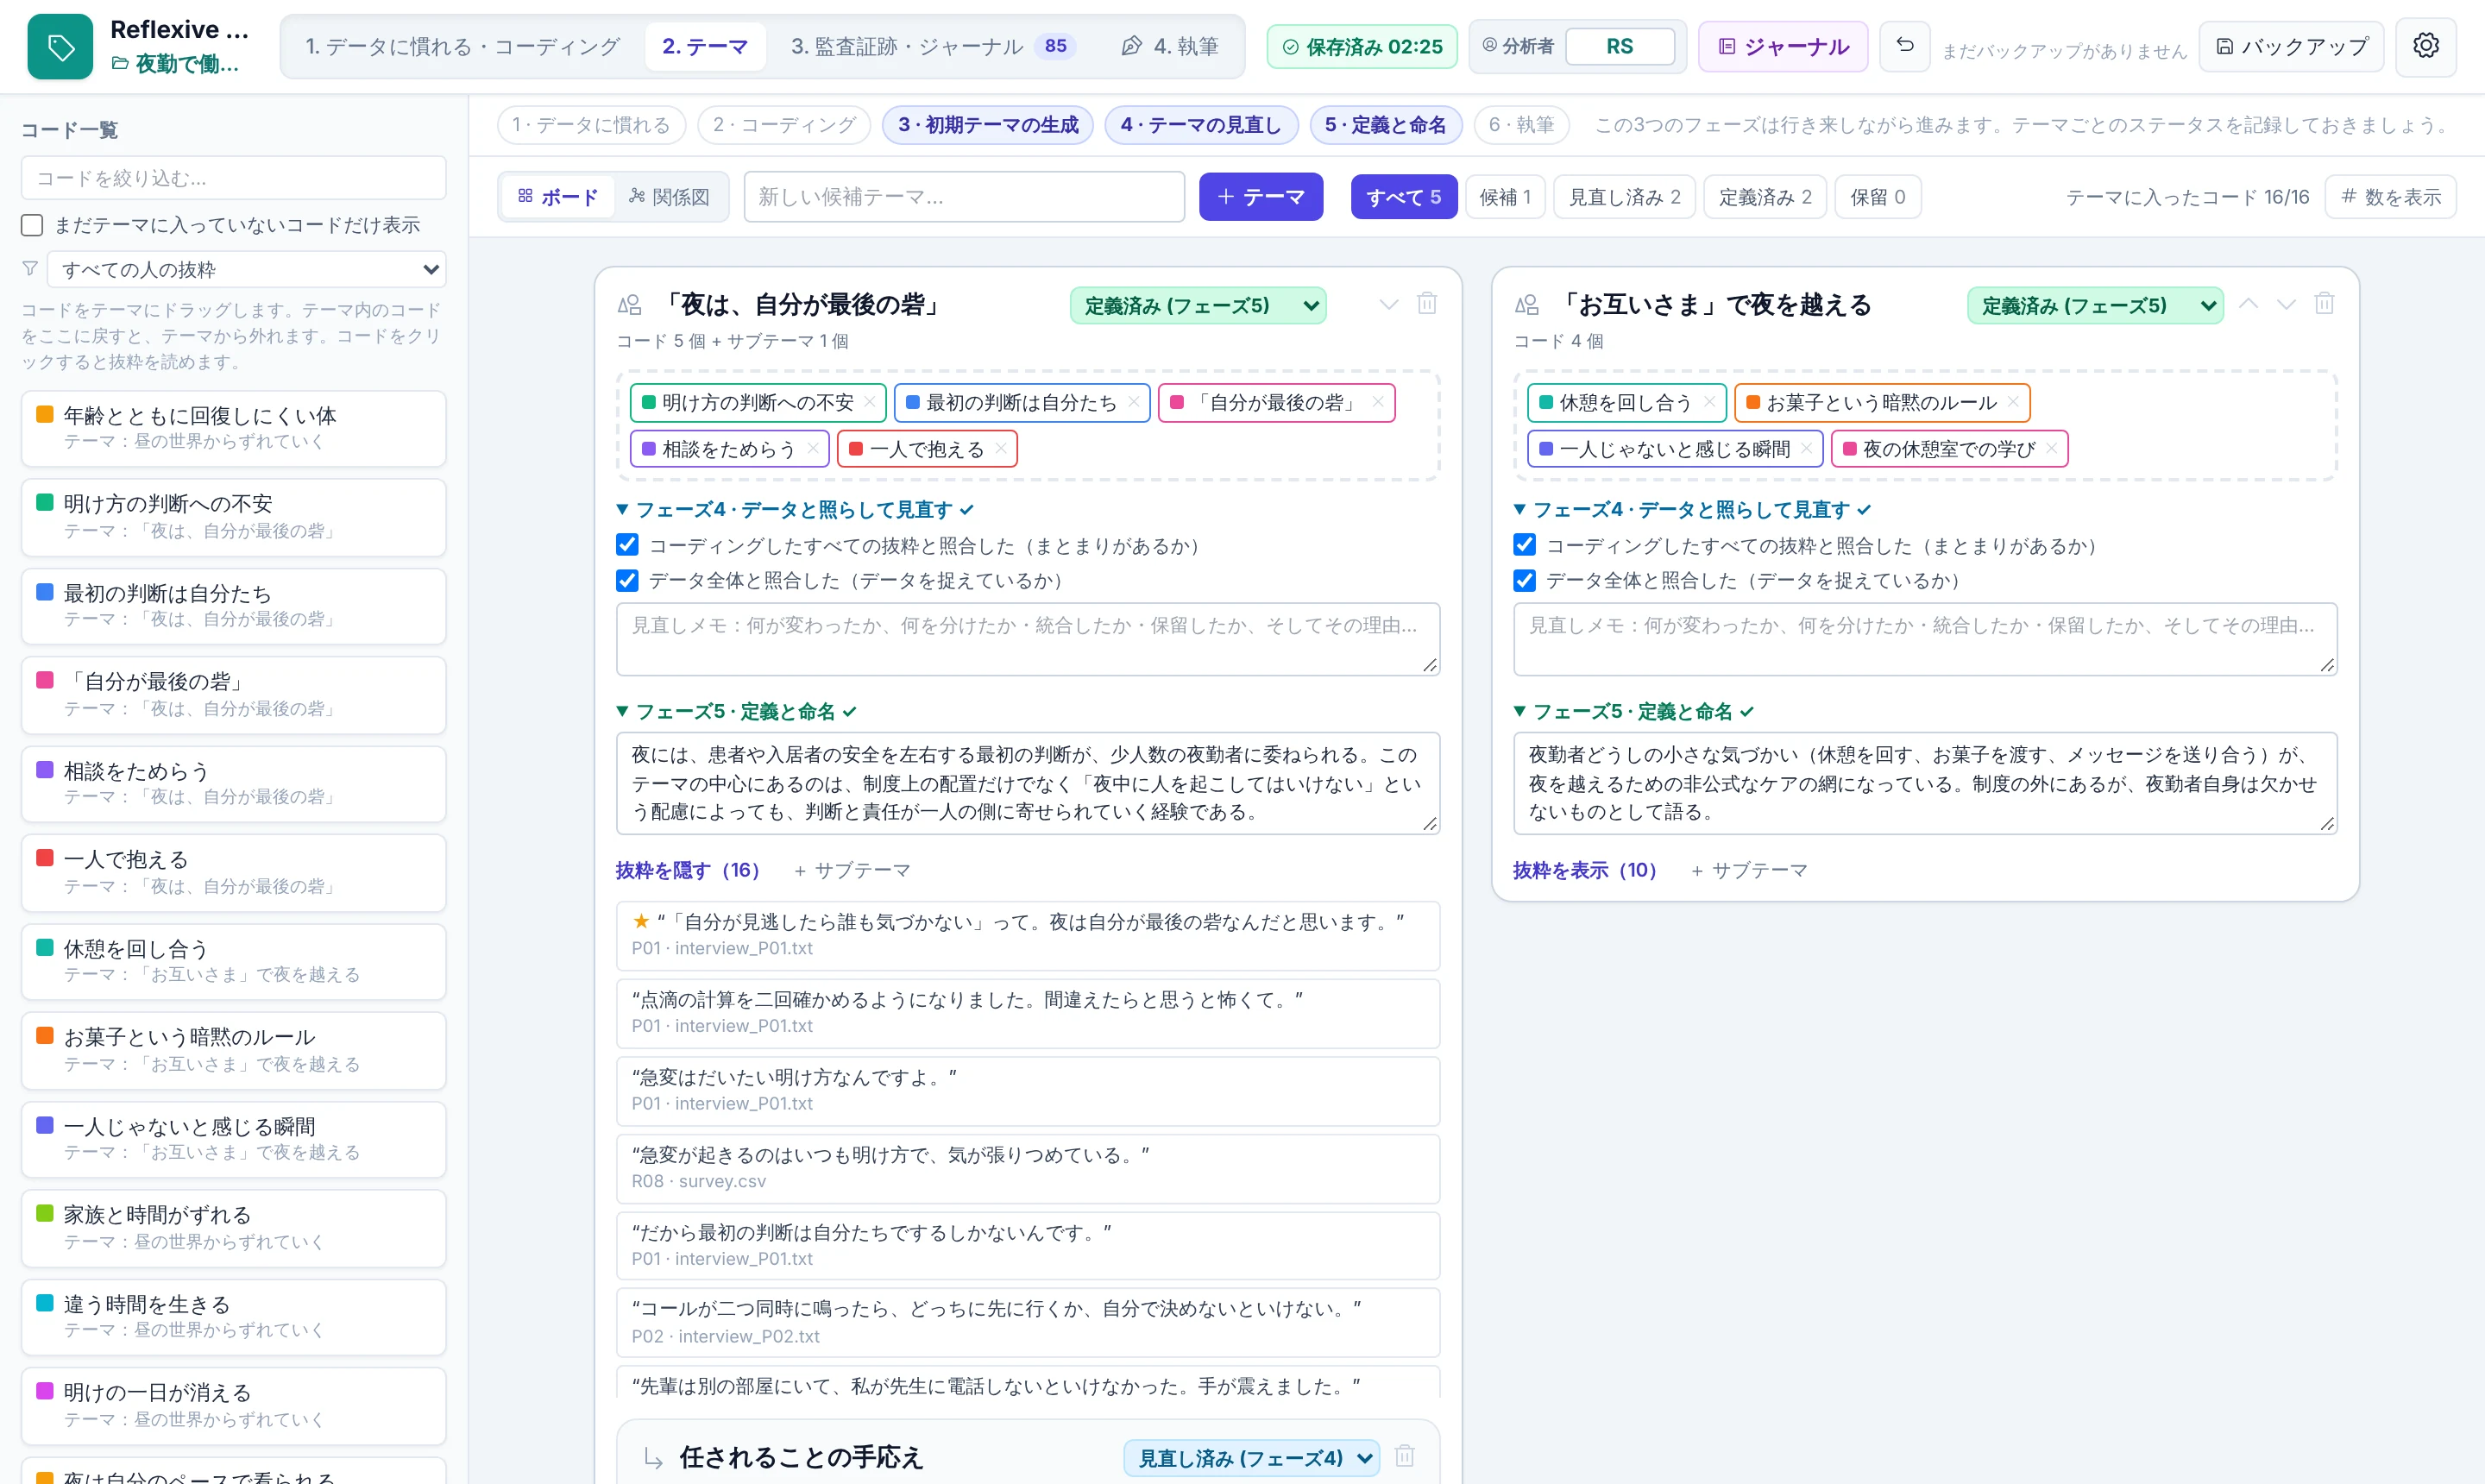 Reflexive ...
夜勤で働...
1. データに慣れる・コーディング
2. テーマ
3. 監査証跡・ジャーナル 85
4. 執筆
保存済み 02:25
分析者 RS
ジャーナル
まだバックアップがありません
バックアップ
コード一覧
コードを絞り込む...
まだテーマに入っていないコードだけ表示
すべての人の抜粋
コードをテーマにドラッグします。テーマ内のコード
をここに戻すと、テーマから外れます。コードをクリ
ックすると抜粋を読めます。
年齢とともに回復しにくい体
テーマ：昼の世界からずれていく
明け方の判断への不安
テーマ：「夜は、自分が最後の砦」
最初の判断は自分たち
テーマ：「夜は、自分が最後の砦」
「自分が最後の砦」
テーマ：「夜は、自分が最後の砦」
相談をためらう
テーマ：「夜は、自分が最後の砦」
一人で抱える
テーマ：「夜は、自分が最後の砦」
休憩を回し合う
テーマ：「お互いさま」で夜を越える
お菓子という暗黙のルール
テーマ：「お互いさま」で夜を越える
一人じゃないと感じる瞬間
テーマ：「お互いさま」で夜を越える
家族と時間がずれる
テーマ：昼の世界からずれていく
違う時間を生きる
テーマ：昼の世界からずれていく
明けの一日が消える
テーマ：昼の世界からずれていく
夜は自分のペースで看られる
1 · データに慣れる
2 · コーディング
3 · 初期テーマの生成
4 · テーマの見直し
5 · 定義と命名
6 · 執筆
この3つのフェーズは行き来しながら進みます。テーマごとのステータスを記録しておきましょう。
ボード
関係図
新しい候補テーマ...
＋ テーマ
すべて 5
候補 1
見直し済み 2
定義済み 2
保留 0
テーマに入ったコード 16/16
# 数を表示
「夜は、自分が最後の砦」
定義済み (フェーズ5)
コード 5 個 + サブテーマ 1 個
明け方の判断への不安 ×
最初の判断は自分たち ×
「自分が最後の砦」 ×
相談をためらう ×
一人で抱える ×
▼ フェーズ4 · データと照らして見直す ✓
コーディングしたすべての抜粋と照合した（まとまりがあるか）
データ全体と照合した（データを捉えているか）
見直しメモ：何が変わったか、何を分けたか・統合したか・保留したか、そしてその理由...
▼ フェーズ5 · 定義と命名 ✓
夜には、患者や入居者の安全を左右する最初の判断が、少人数の夜勤者に委ねられる。この
テーマの中心にあるのは、制度上の配置だけでなく「夜中に人を起こしてはいけない」とい
う配慮によっても、判断と責任が一人の側に寄せられていく経験である。
抜粋を隠す（16）
+ サブテーマ
★ “「自分が見逃したら誰も気づかない」って。夜は自分が最後の砦なんだと思います。”
P01 · interview_P01.txt
“点滴の計算を二回確かめるようになりました。間違えたらと思うと怖くて。”
P01 · interview_P01.txt
“急変はだいたい明け方なんですよ。”
P01 · interview_P01.txt
“急変が起きるのはいつも明け方で、気が張りつめている。”
R08 · survey.csv
“だから最初の判断は自分たちでするしかないんです。”
P01 · interview_P01.txt
“コールが二つ同時に鳴ったら、どっちに先に行くか、自分で決めないといけない。”
P02 · interview_P02.txt
“先輩は別の部屋にいて、私が先生に電話しないといけなかった。手が震えました。”
任されることの手応え
見直し済み (フェーズ4)
「お互いさま」で夜を越える
定義済み (フェーズ5)
コード 4 個
休憩を回し合う ×
お菓子という暗黙のルール ×
一人じゃないと感じる瞬間 ×
夜の休憩室での学び ×
▼ フェーズ4 · データと照らして見直す ✓
コーディングしたすべての抜粋と照合した（まとまりがあるか）
データ全体と照合した（データを捉えているか）
見直しメモ：何が変わったか、何を分けたか・統合したか・保留したか、そしてその理由...
▼ フェーズ5 · 定義と命名 ✓
夜勤者どうしの小さな気づかい（休憩を回す、お菓子を渡す、メッセージを送り合う）が、
夜を越えるための非公式なケアの網になっている。制度の外にあるが、夜勤者自身は欠かせ
ないものとして語る。
抜粋を表示（10）
+ サブテーマ